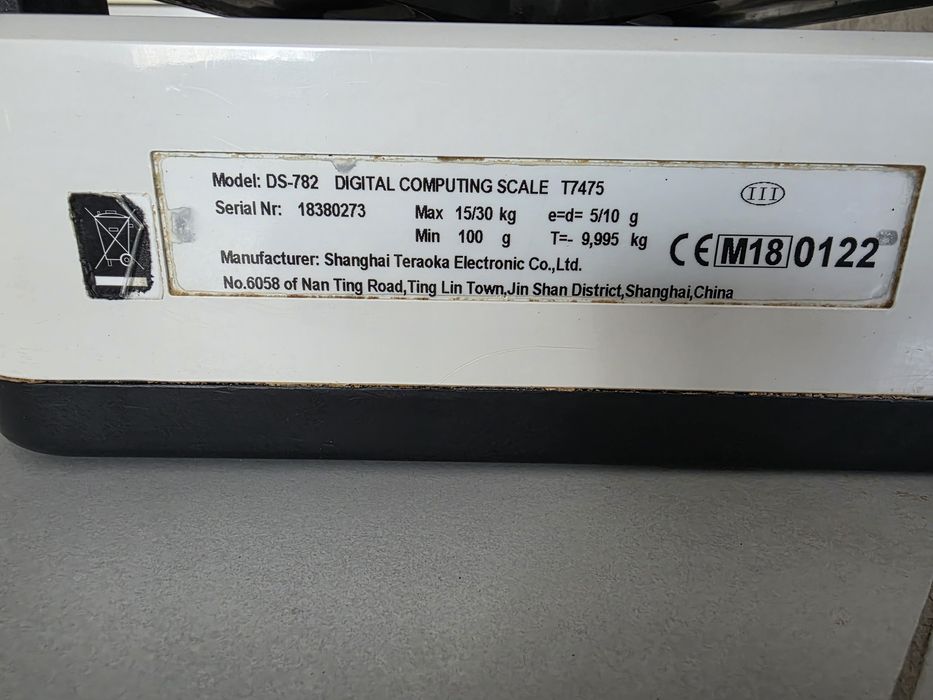 Model: DS-782 DIGITAL COMPUTING SCALE T7475
III
Serial Nr: 18380273 Max 15/30 kg e=d= 5/10 g
Min 100 g T=- 9,995 kg
CE M18 0122
Manufacturer: Shanghai Teraoka Electronic Co.,Ltd.
No.6058 of Nan Ting Road,Ting Lin Town,Jin Shan District,Shanghai,China